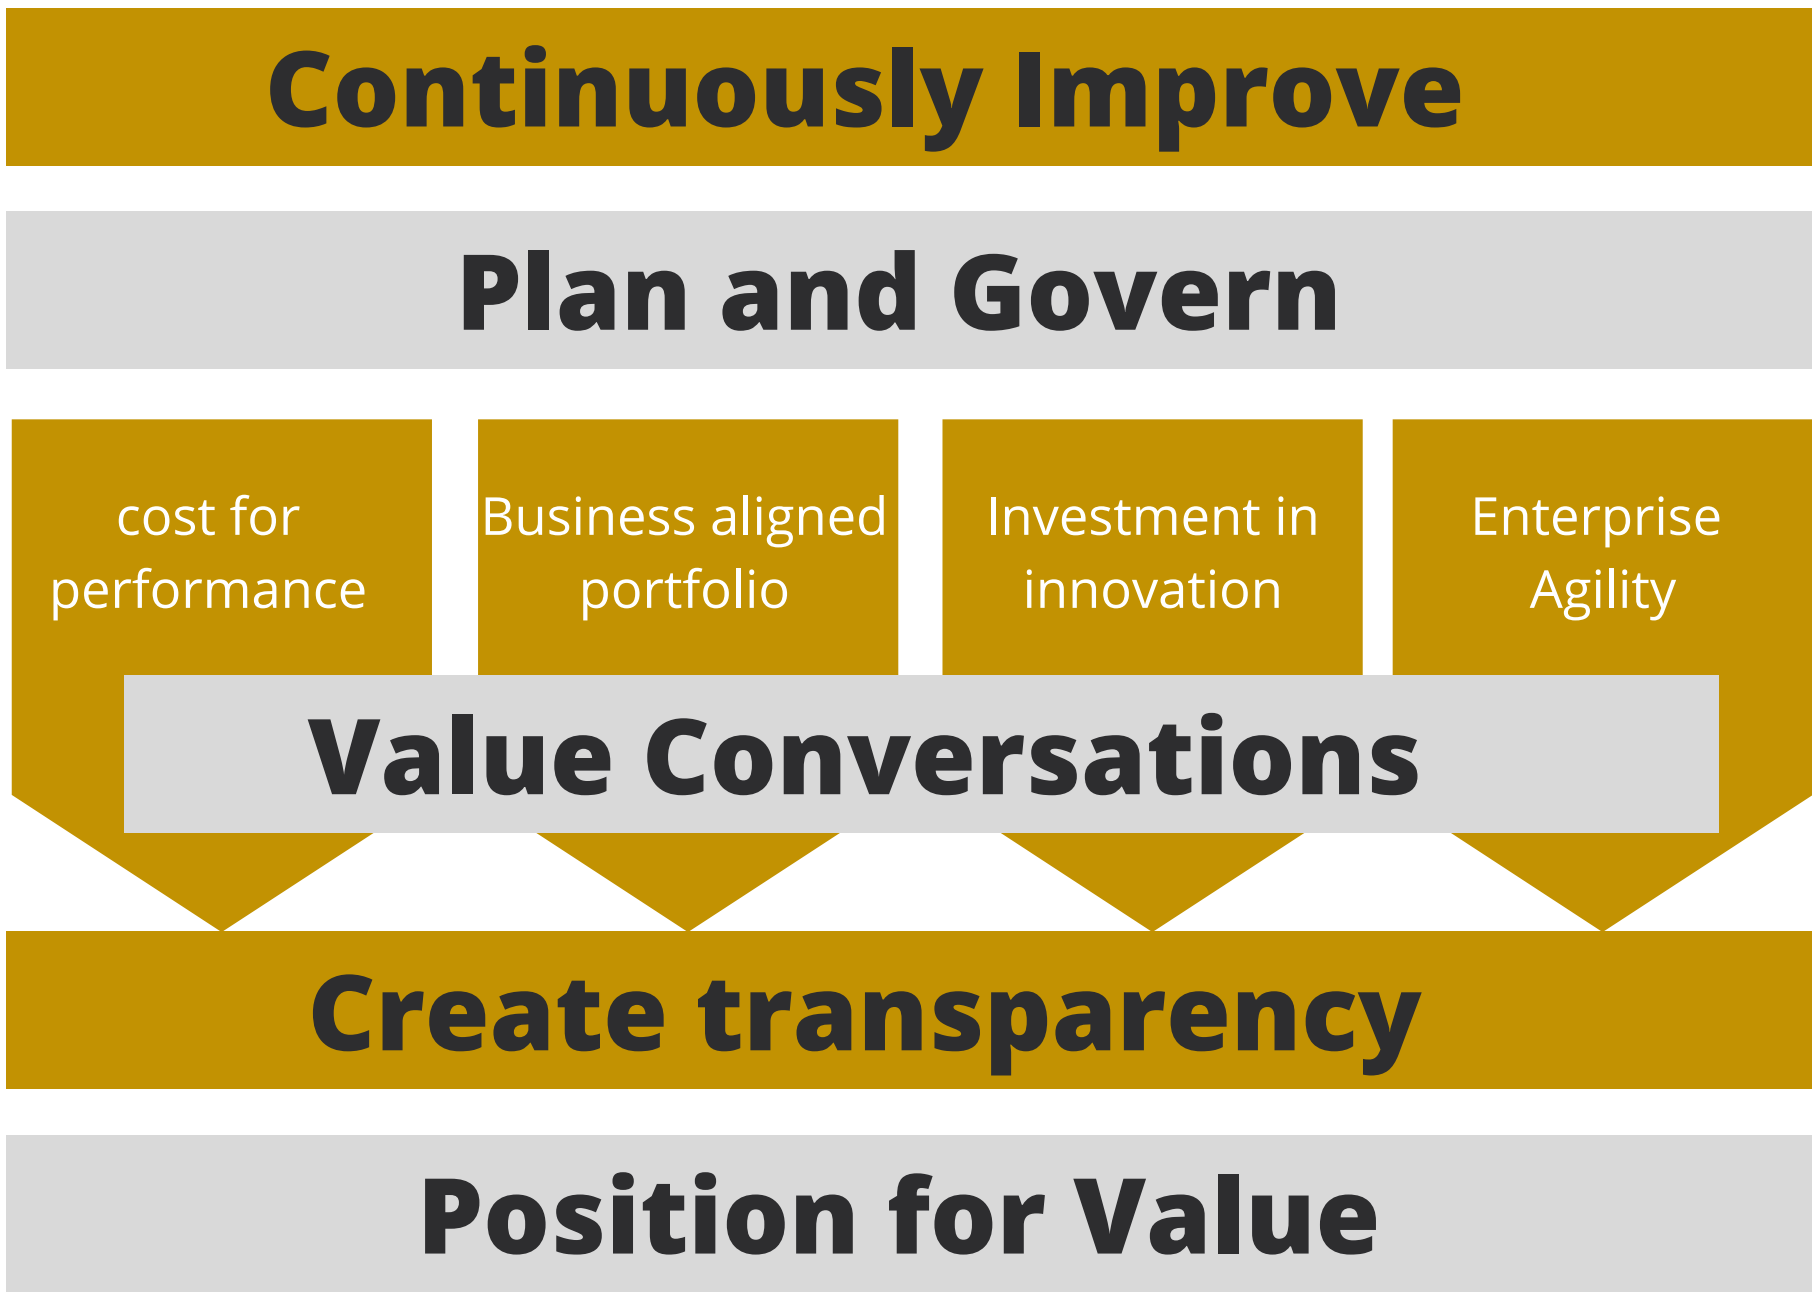 Continuously Improve
Plan and Govern
cost for
performance
Business aligned
portfolio
Investment in
innovation
Enterprise
Agility
Value Conversations
Create transparency
Position for Value